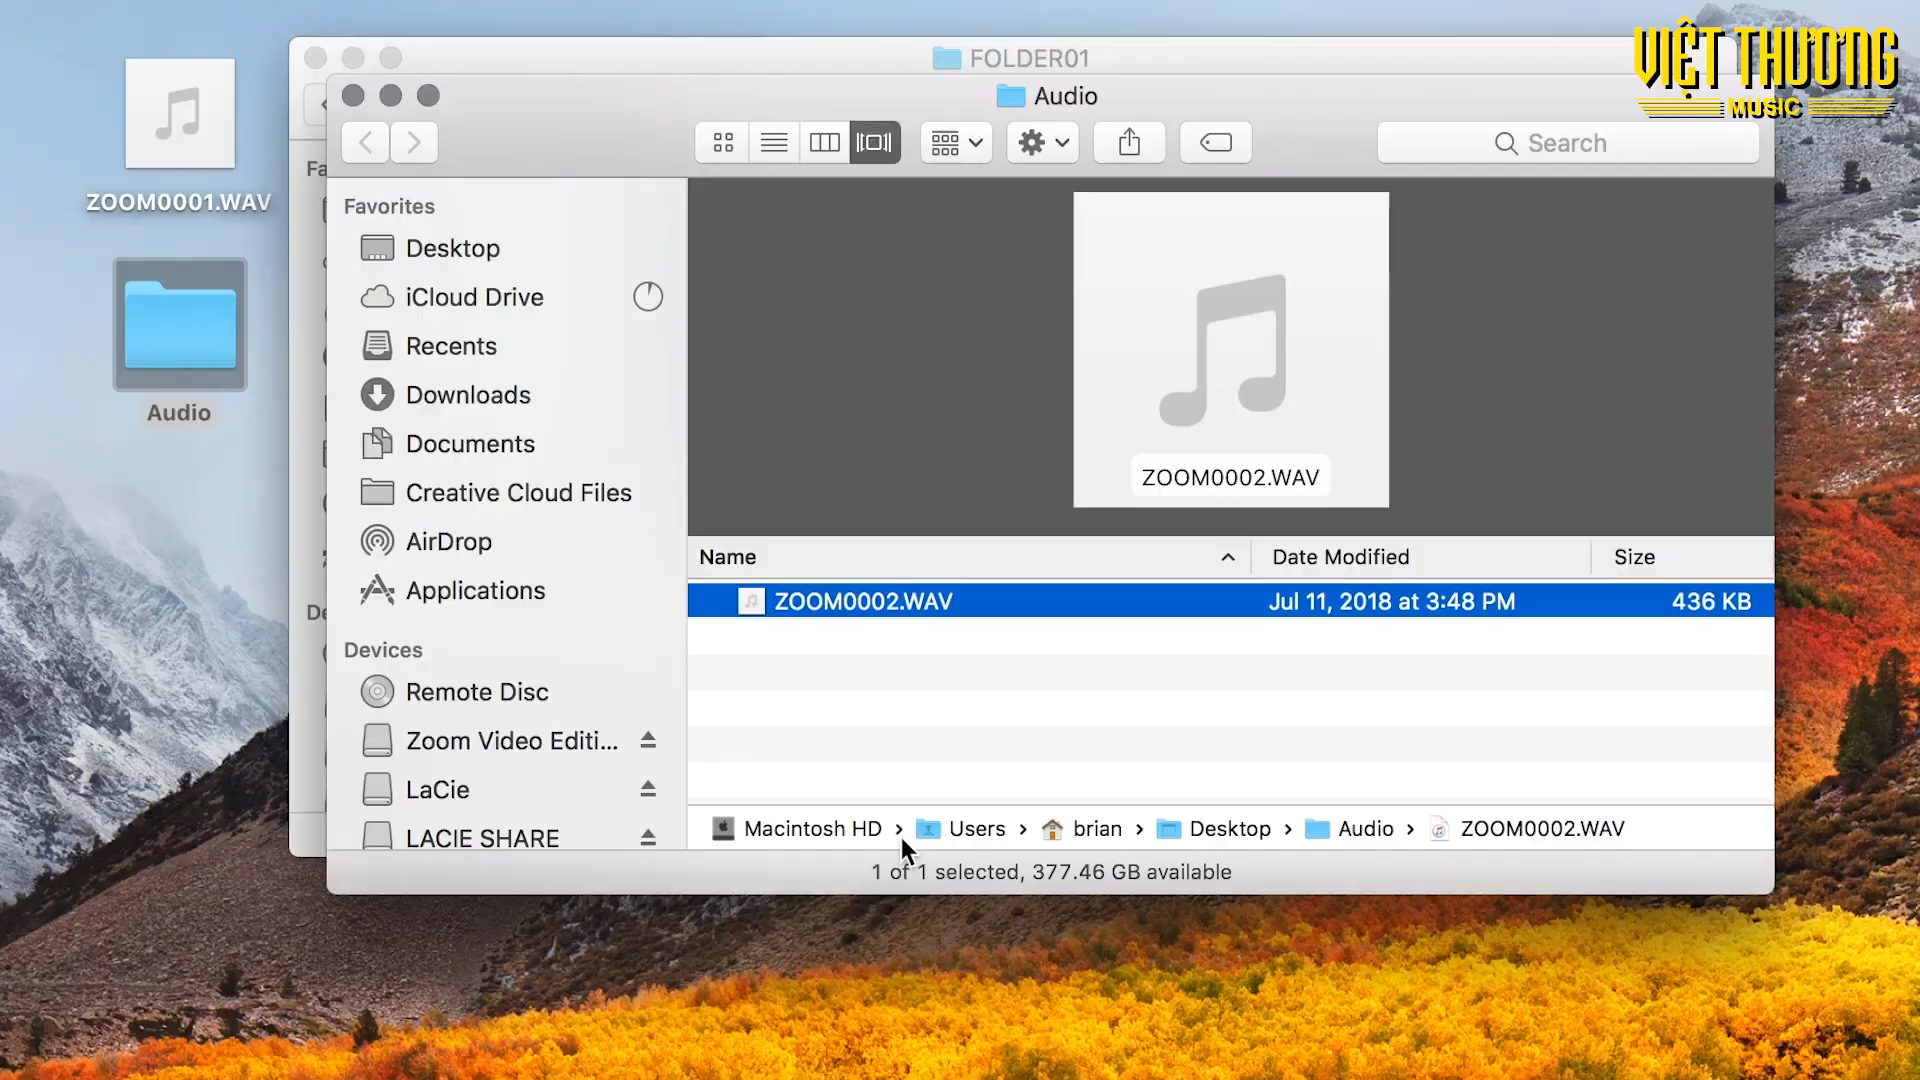 VIỆT THƯƠNG
MUSIC
FOLDER01
Audio
Search
ZOOM0001.WAV
Audio
Favorites
Desktop
iCloud Drive
Recents
Downloads
Documents
Creative Cloud Files
AirDrop
Applications
Devices
Remote Disc
Zoom Video Editi...
LaCie
LACIE SHARE
ZOOM0002.WAV
Name Date Modified Size
ZOOM0002.WAV Jul 11, 2018 at 3:48 PM 436 KB
Macintosh HD › Users › brian › Desktop › Audio › ZOOM0002.WAV
1 of 1 selected, 377.46 GB available
Fa
De